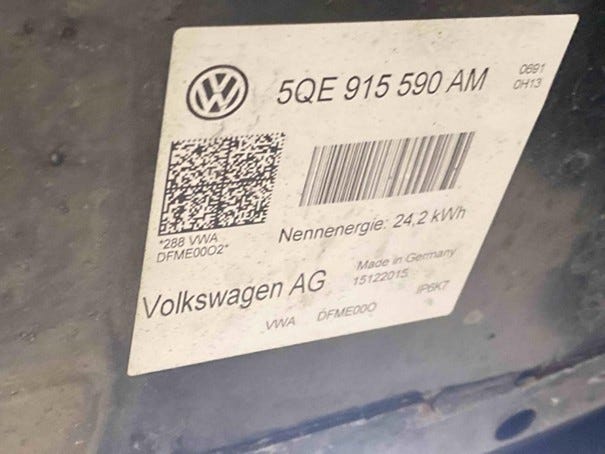 5QE 915 590 AM
0691
0H13
*288 VWA
DFME00O2*
Nennenergie: 24,2 kWh
Volkswagen AG
Made in Germany
15122015
VWA DFME00O
IP6K7